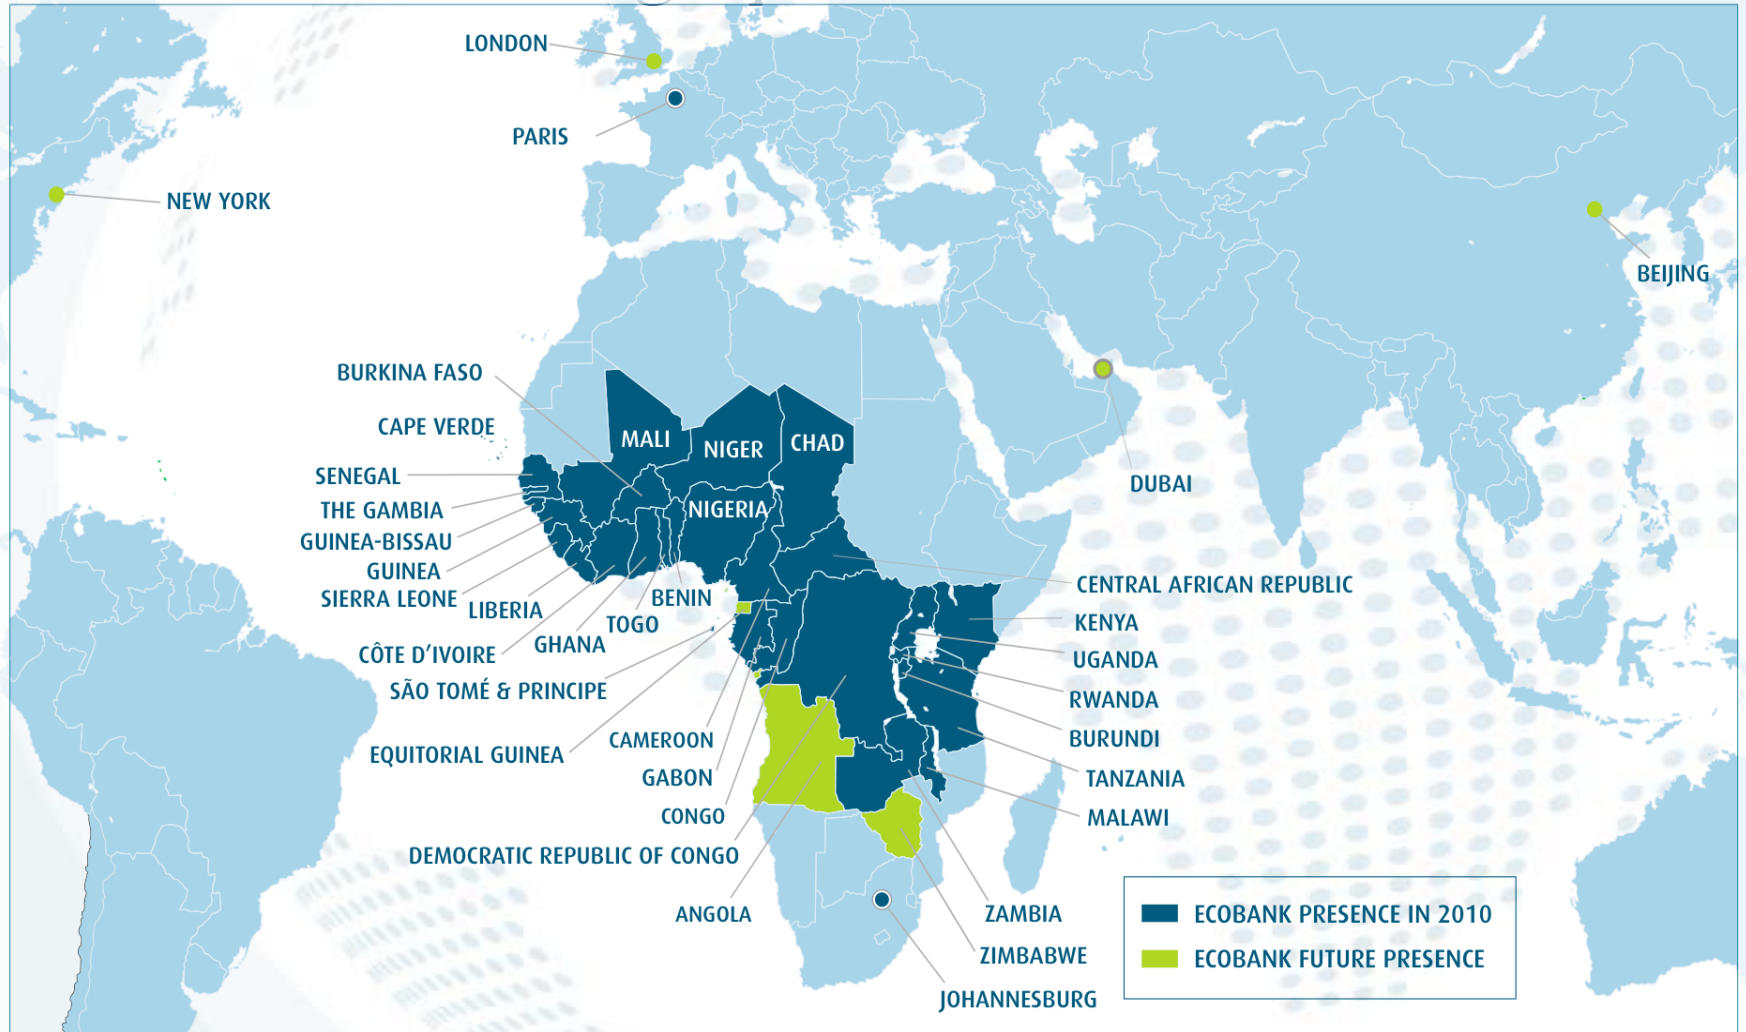 LONDON
PARIS
NEW YORK
BEIJING
BURKINA FASO
CAPE VERDE
MALI
NIGER
CHAD
SENEGAL
DUBAI
THE GAMBIA
NIGERIA
GUINEA-BISSAU
GUINEA
CENTRAL AFRICAN REPUBLIC
SIERRA LEONE
LIBERIA
BENIN
KENYA
TOGO
GHANA
CÔTE D'IVOIRE
UGANDA
SÃO TOMÉ & PRINCIPE
RWANDA
CAMEROON
BURUNDI
EQUITORIAL GUINEA
GABON
TANZANIA
CONGO
MALAWI
DEMOCRATIC REPUBLIC OF CONGO
ANGOLA
ZAMBIA
ECOBANK PRESENCE IN 2010
ZIMBABWE
ECOBANK FUTURE PRESENCE
JOHANNESBURG